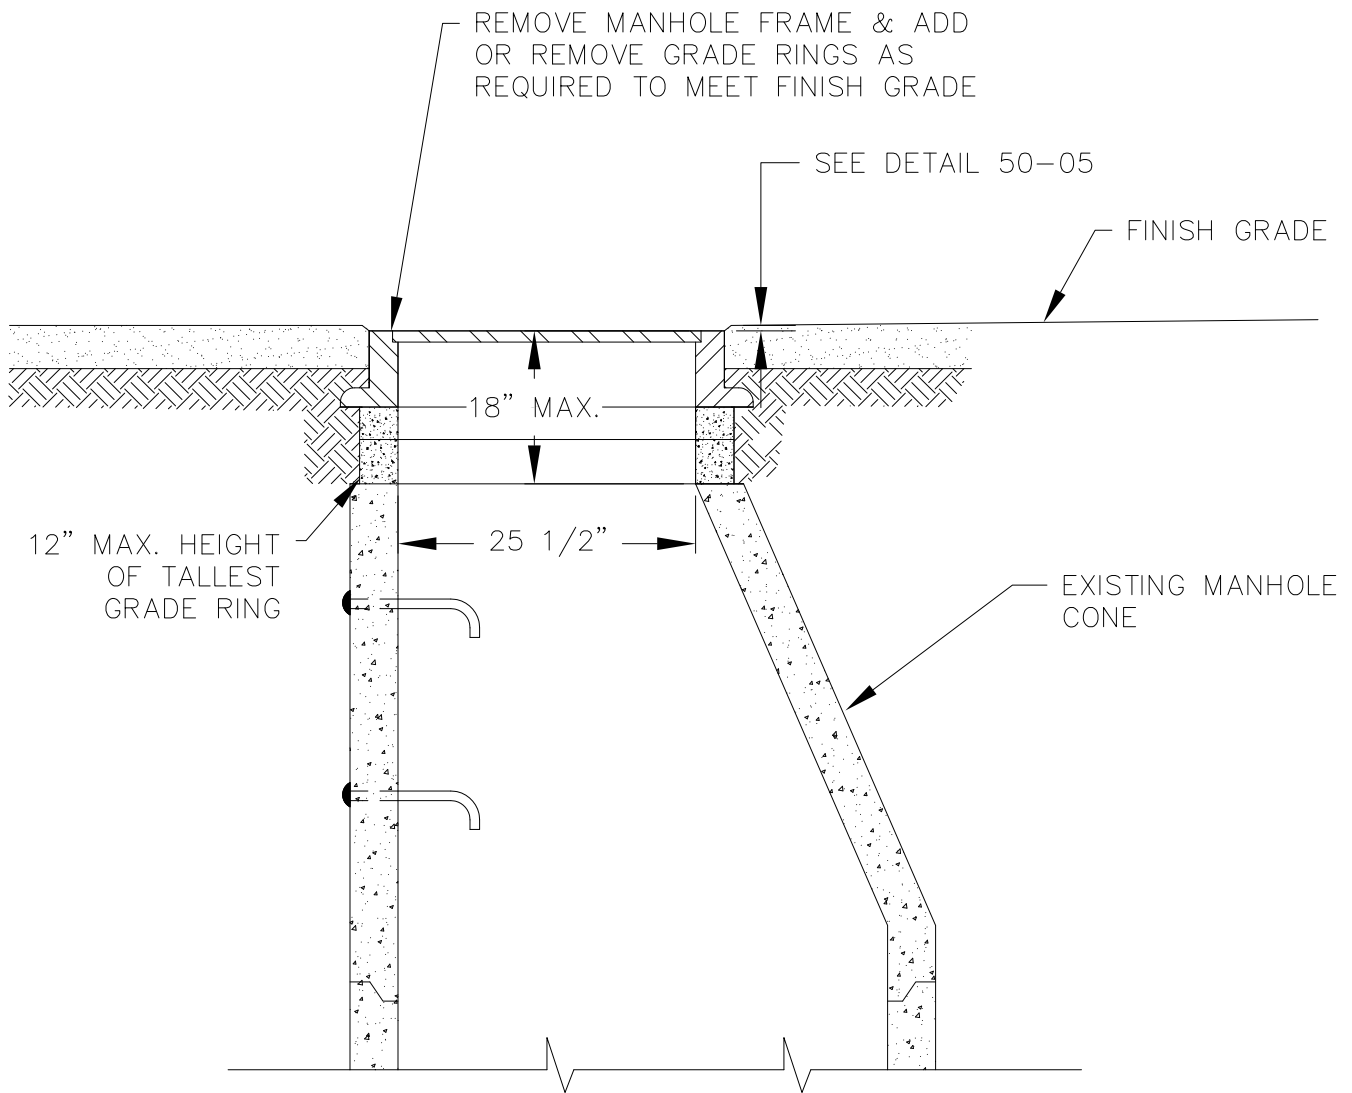 REMOVE MANHOLE FRAME & ADD
OR REMOVE GRADE RINGS AS
REQUIRED TO MEET FINISH GRADE
SEE DETAIL 50-05
FINISH GRADE
18" MAX.
25 1/2"
12" MAX. HEIGHT
OF TALLEST
GRADE RING
EXISTING MANHOLE
CONE